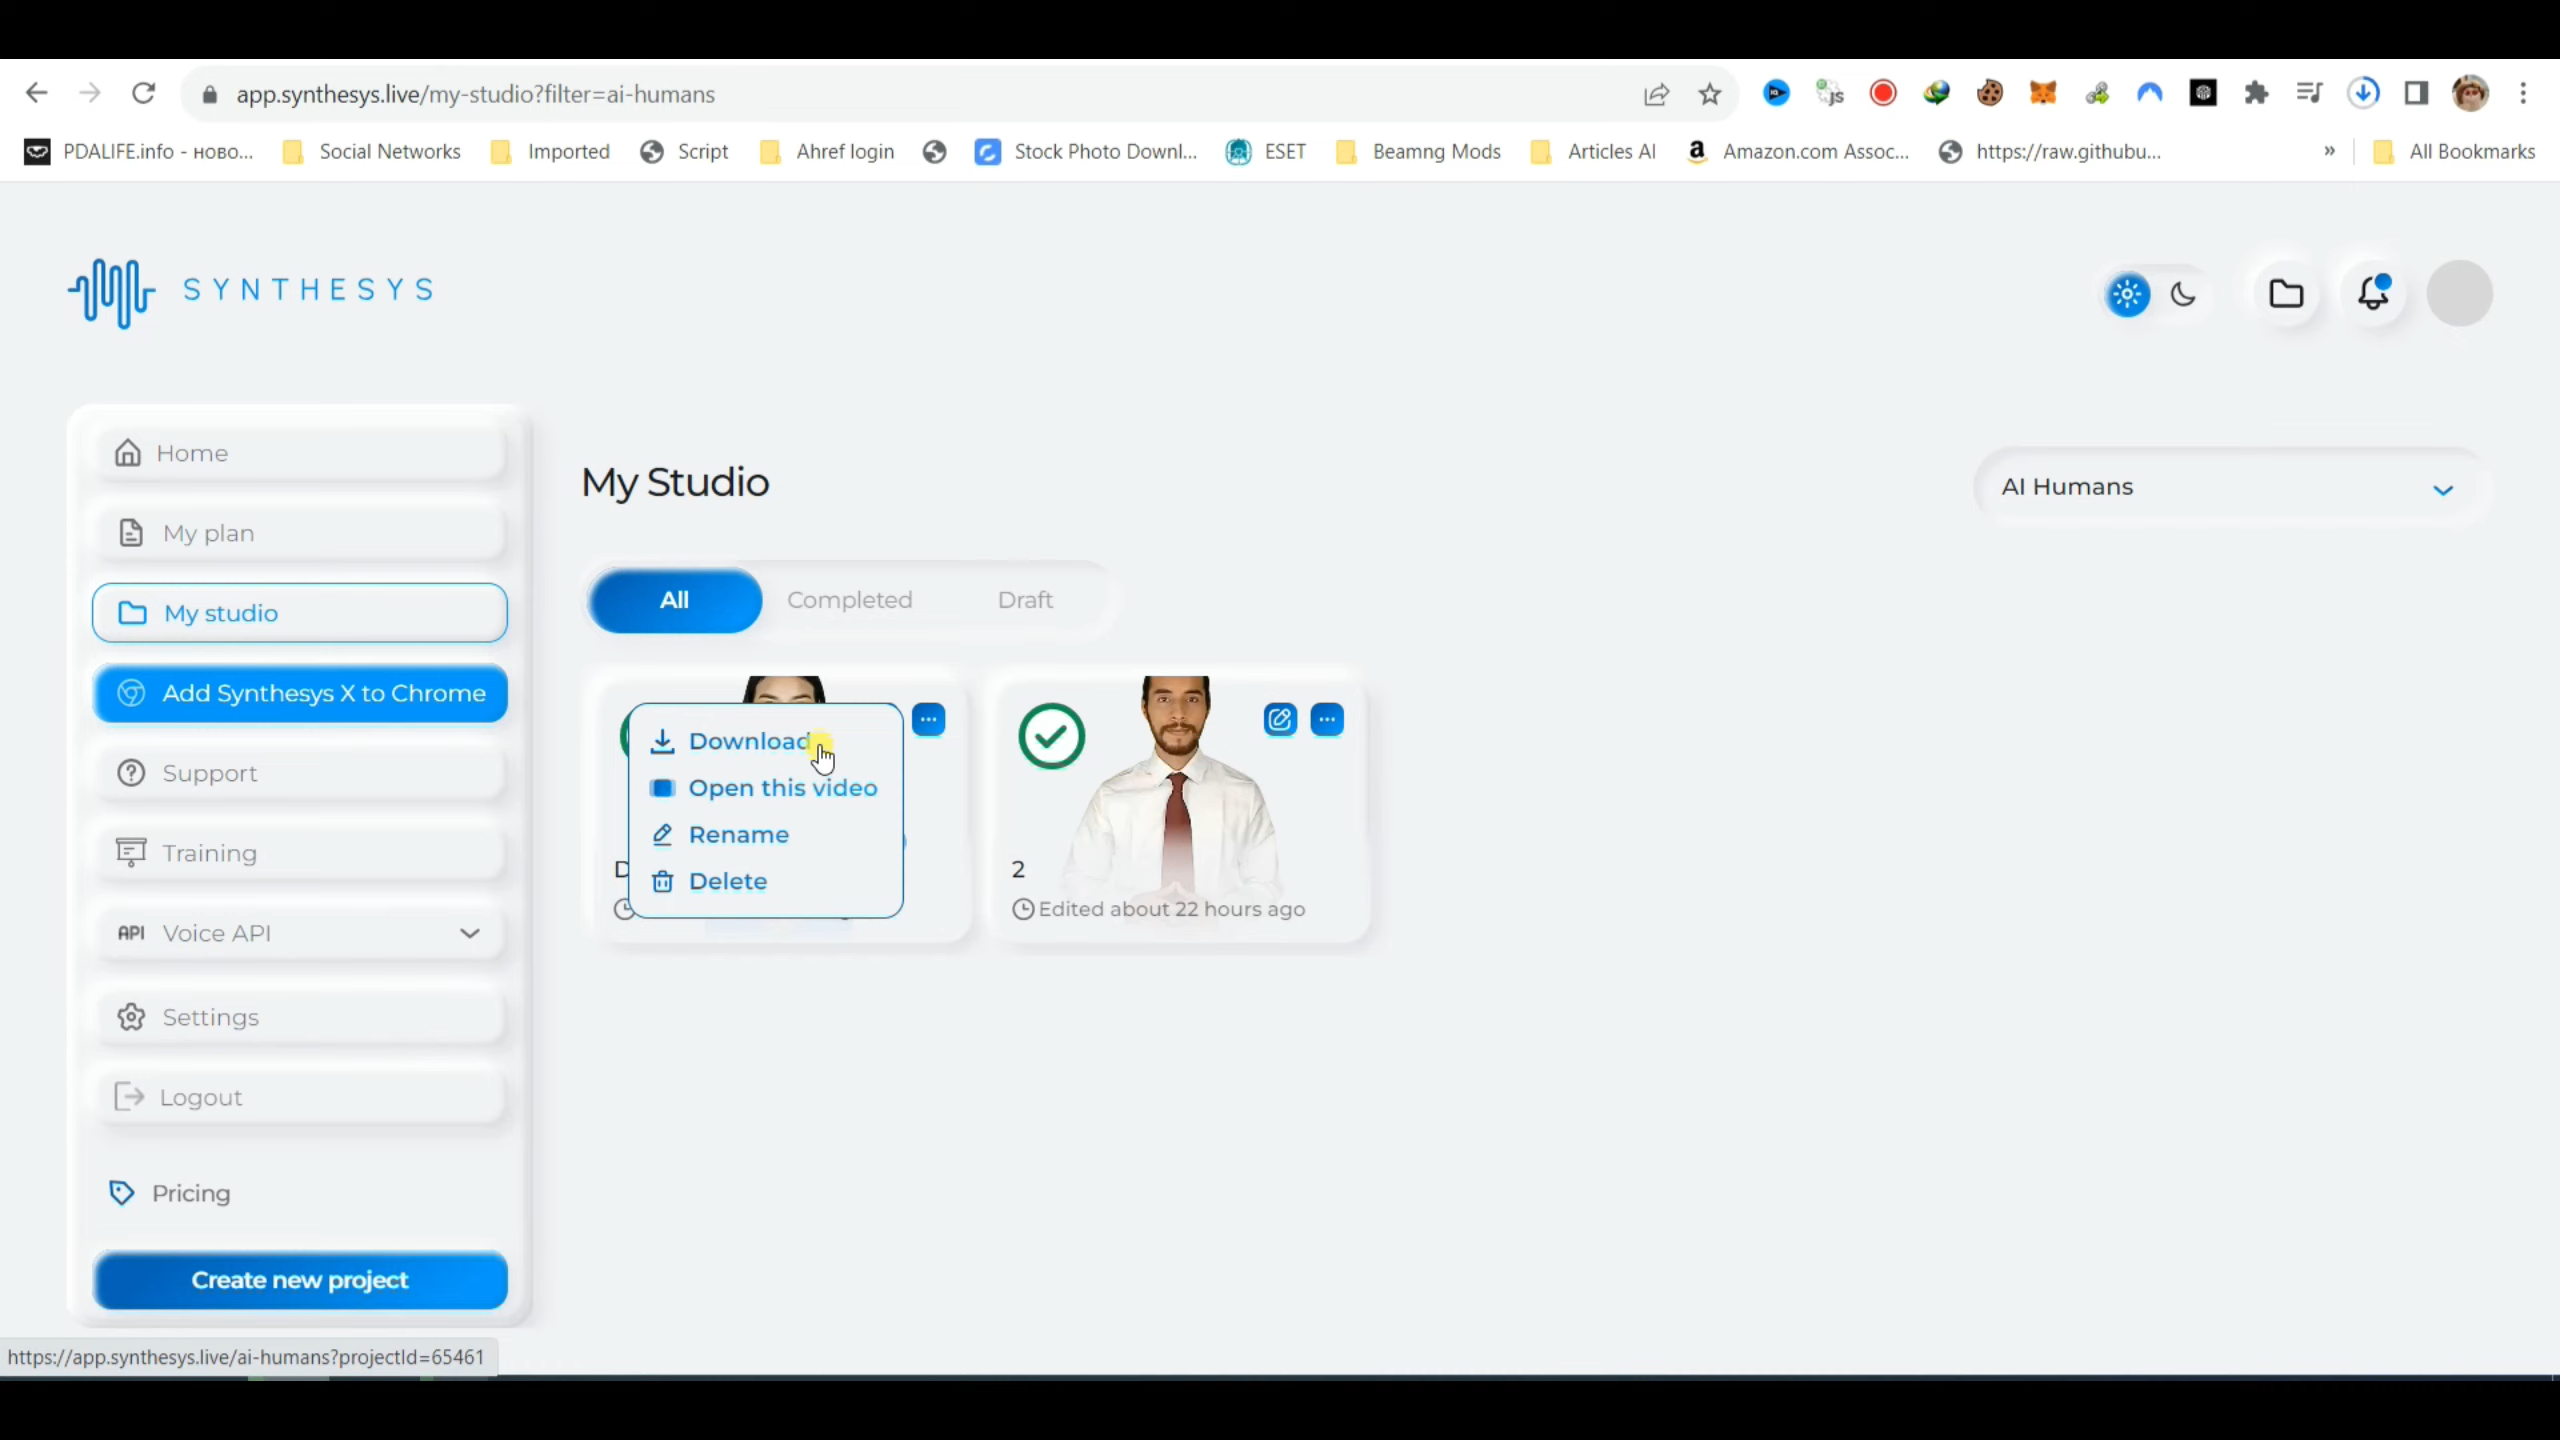 app.synthesys.live/my-studio?filter=ai-humans
JS
PDALIFE.info - ново...
Social Networks
Imported
Script
Ahref login
Stock Photo Downl...
ESET
Beamng Mods
Articles AI
a
Amazon.com Assoc...
https://raw.githubu...
»
All Bookmarks
SYNTHESYS
Home
My plan
My studio
Add Synthesys X to Chrome
Support
Training
API Voice API
Settings
Logout
Pricing
Create new project
My Studio
AI Humans
All
Completed
Draft
Download
Open this video
Rename
Delete
2
Edited about 22 hours ago
https://app.synthesys.live/ai-humans?projectId=65461